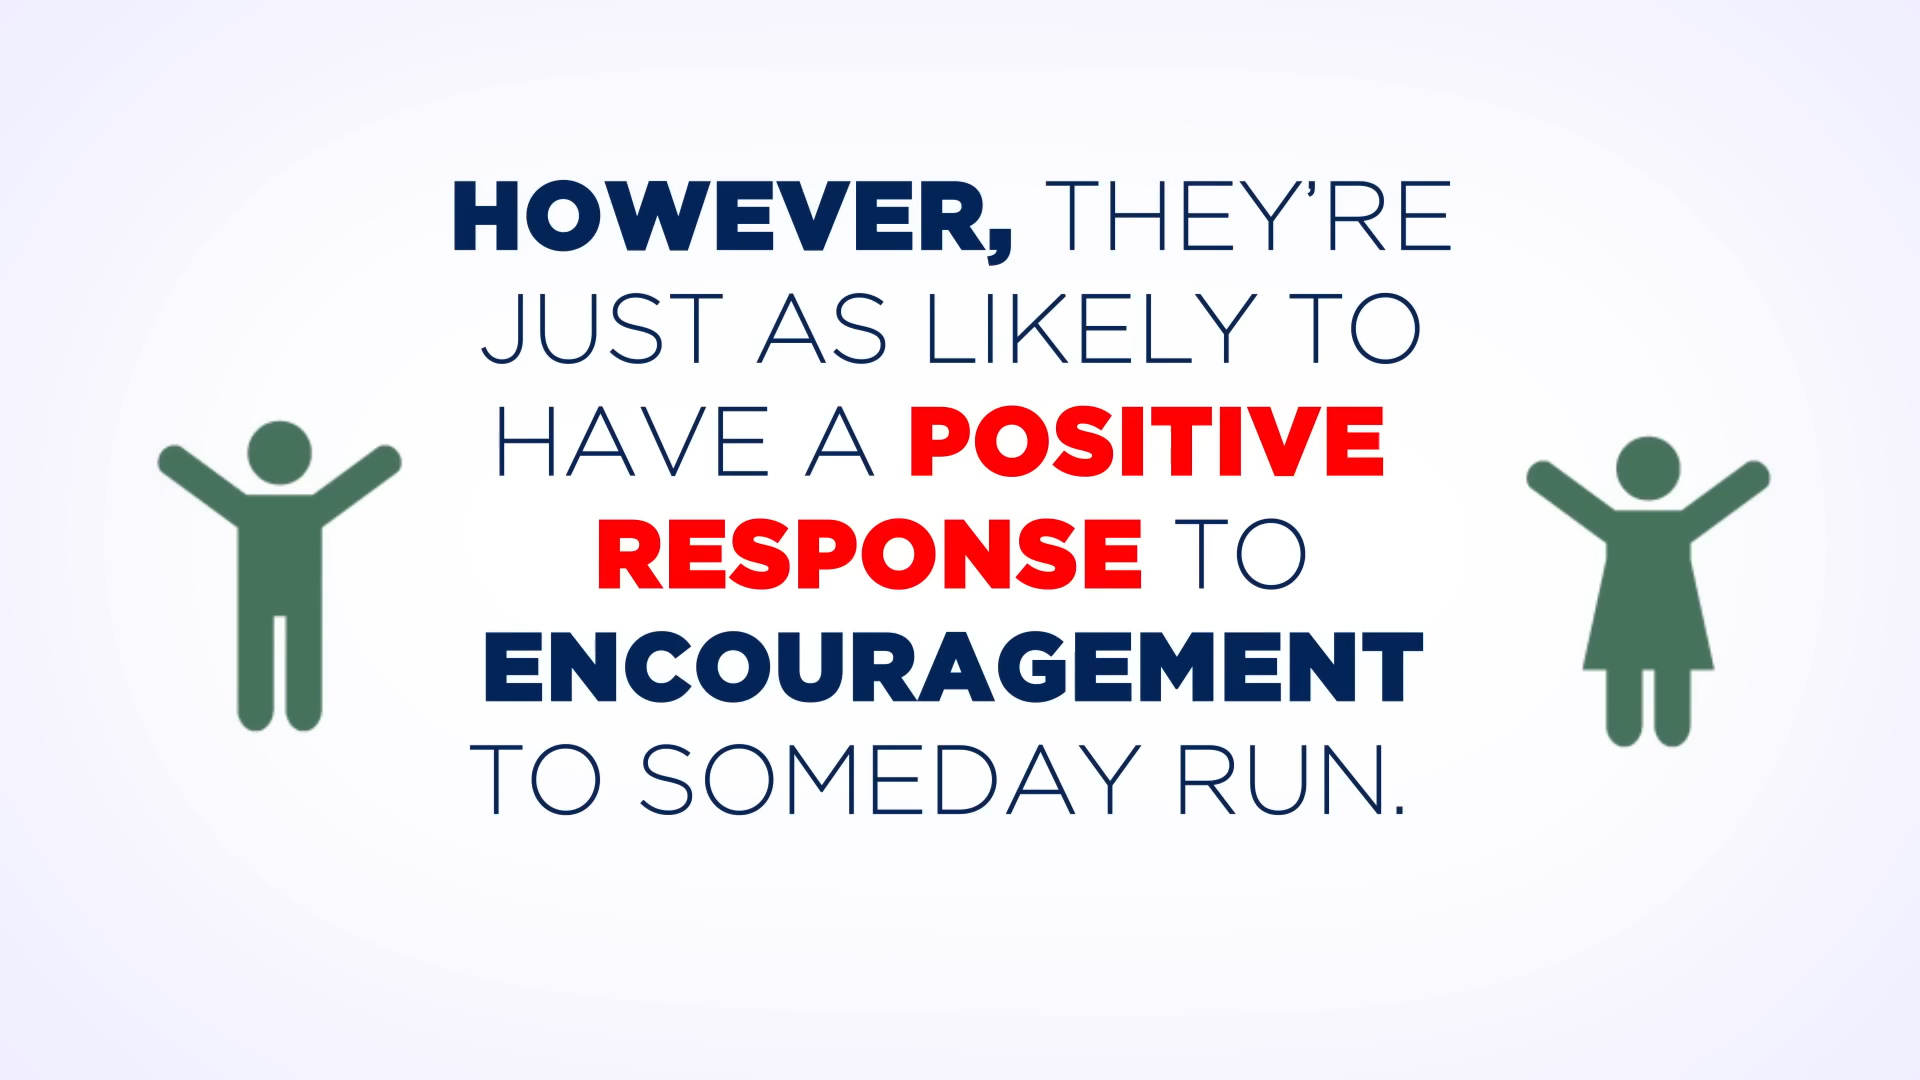 HOWEVER, THEY’RE
JUST AS LIKELY TO
HAVE A POSITIVE
RESPONSE TO
ENCOURAGEMENT
TO SOMEDAY RUN.